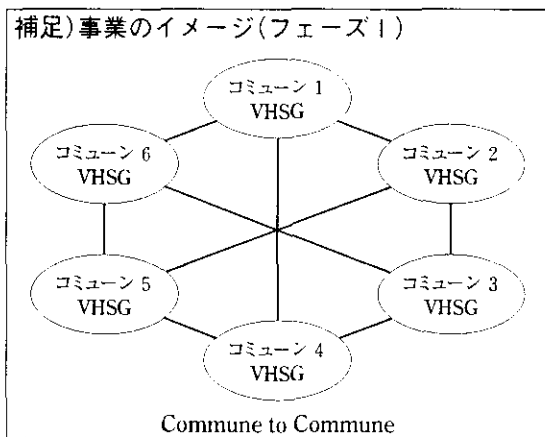 補足)事業のイメージ(フェーズⅠ)
コミューン 1
VHSG
コミューン 6
VHSG
コミューン 2
VHSG
コミューン 5
VHSG
コミューン 3
VHSG
コミューン 4
VHSG
Commune to Commune